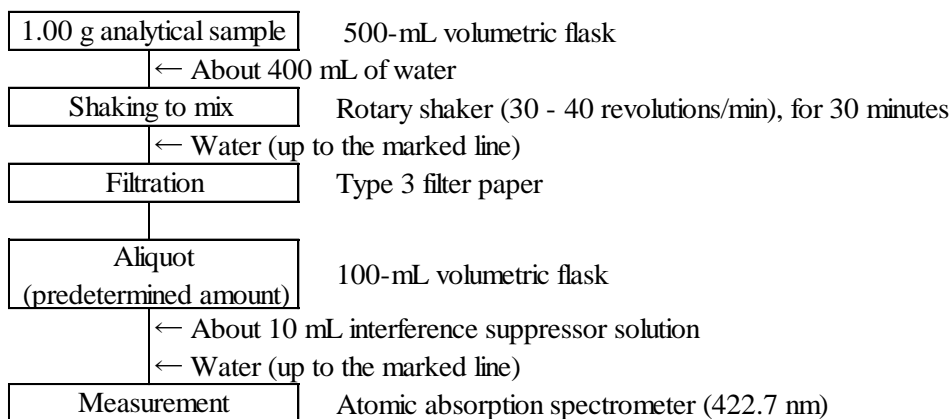 1.00 g analytical sample 500-mL volumetric flask
← About 400 mL of water
Shaking to mix Rotary shaker (30 - 40 revolutions/min), for 30 minutes
← Water (up to the marked line)
Filtration Type 3 filter paper
Aliquot
(predetermined amount) 100-mL volumetric flask
← About 10 mL interference suppressor solution
← Water (up to the marked line)
Measurement Atomic absorption spectrometer (422.7 nm)